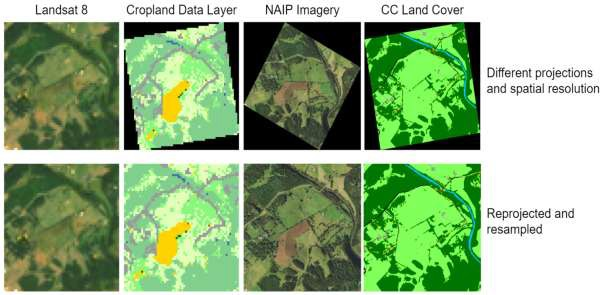 Landsat 8
Cropland Data Layer
NAIP Imagery
CC Land Cover
Different projections
and spatial resolution
Reprojected and
resampled